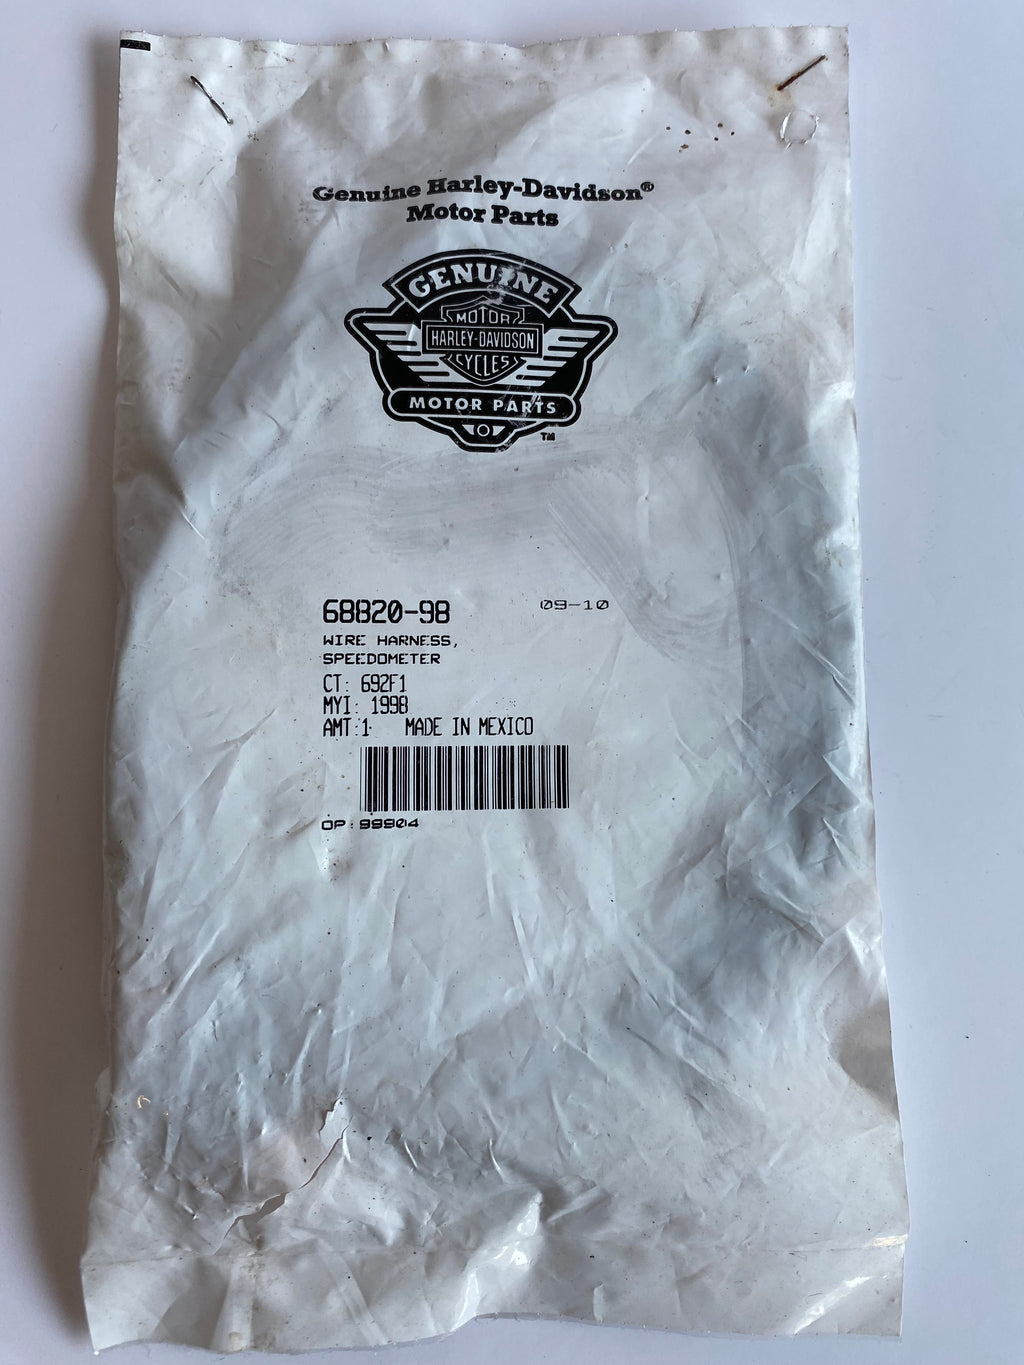 Genuine Harley-Davidson®
Motor Parts
GENUINE
MOTOR
HARLEY-DAVIDSON
CYCLES
MOTOR PARTS
TM
68820-98 09-10
WIRE HARNESS,
SPEEDOMETER
CT: 692F1
MYI: 1998
AMT:1 MADE IN MEXICO
OP:99904